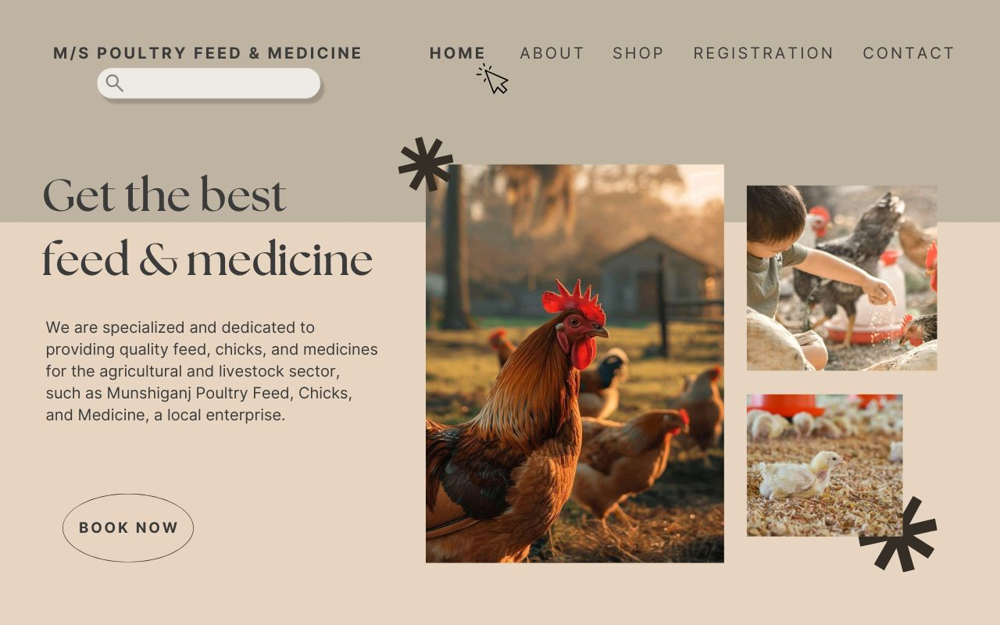 M/S POULTRY FEED & MEDICINE
HOME ABOUT SHOP REGISTRATION CONTACT
Get the best
feed & medicine
We are specialized and dedicated to
providing quality feed, chicks, and medicines
for the agricultural and livestock sector,
such as Munshiganj Poultry Feed, Chicks,
and Medicine, a local enterprise.
BOOK NOW